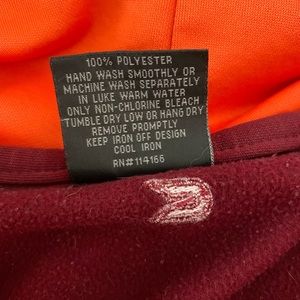 100% POLYESTER
HAND WASH SMOOTHLY OR
MACHINE WASH SEPARATELY
IN LUKE WARM WATER
ONLY NON-CHLORINE BLEACH
TUMBLE DRY LOW OR HANG DRY
REMOVE PROMPTLY
KEEP IRON OFF DESIGN
COOL IRON
RN#114166